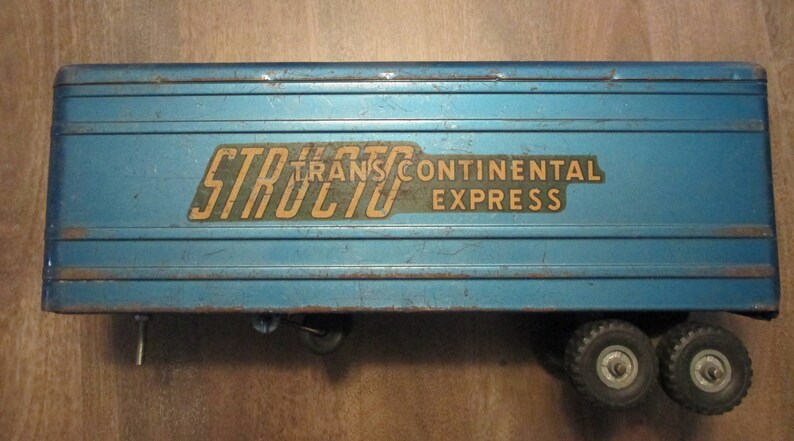 STRUCTO TRANS CONTINENTAL
EXPRESS